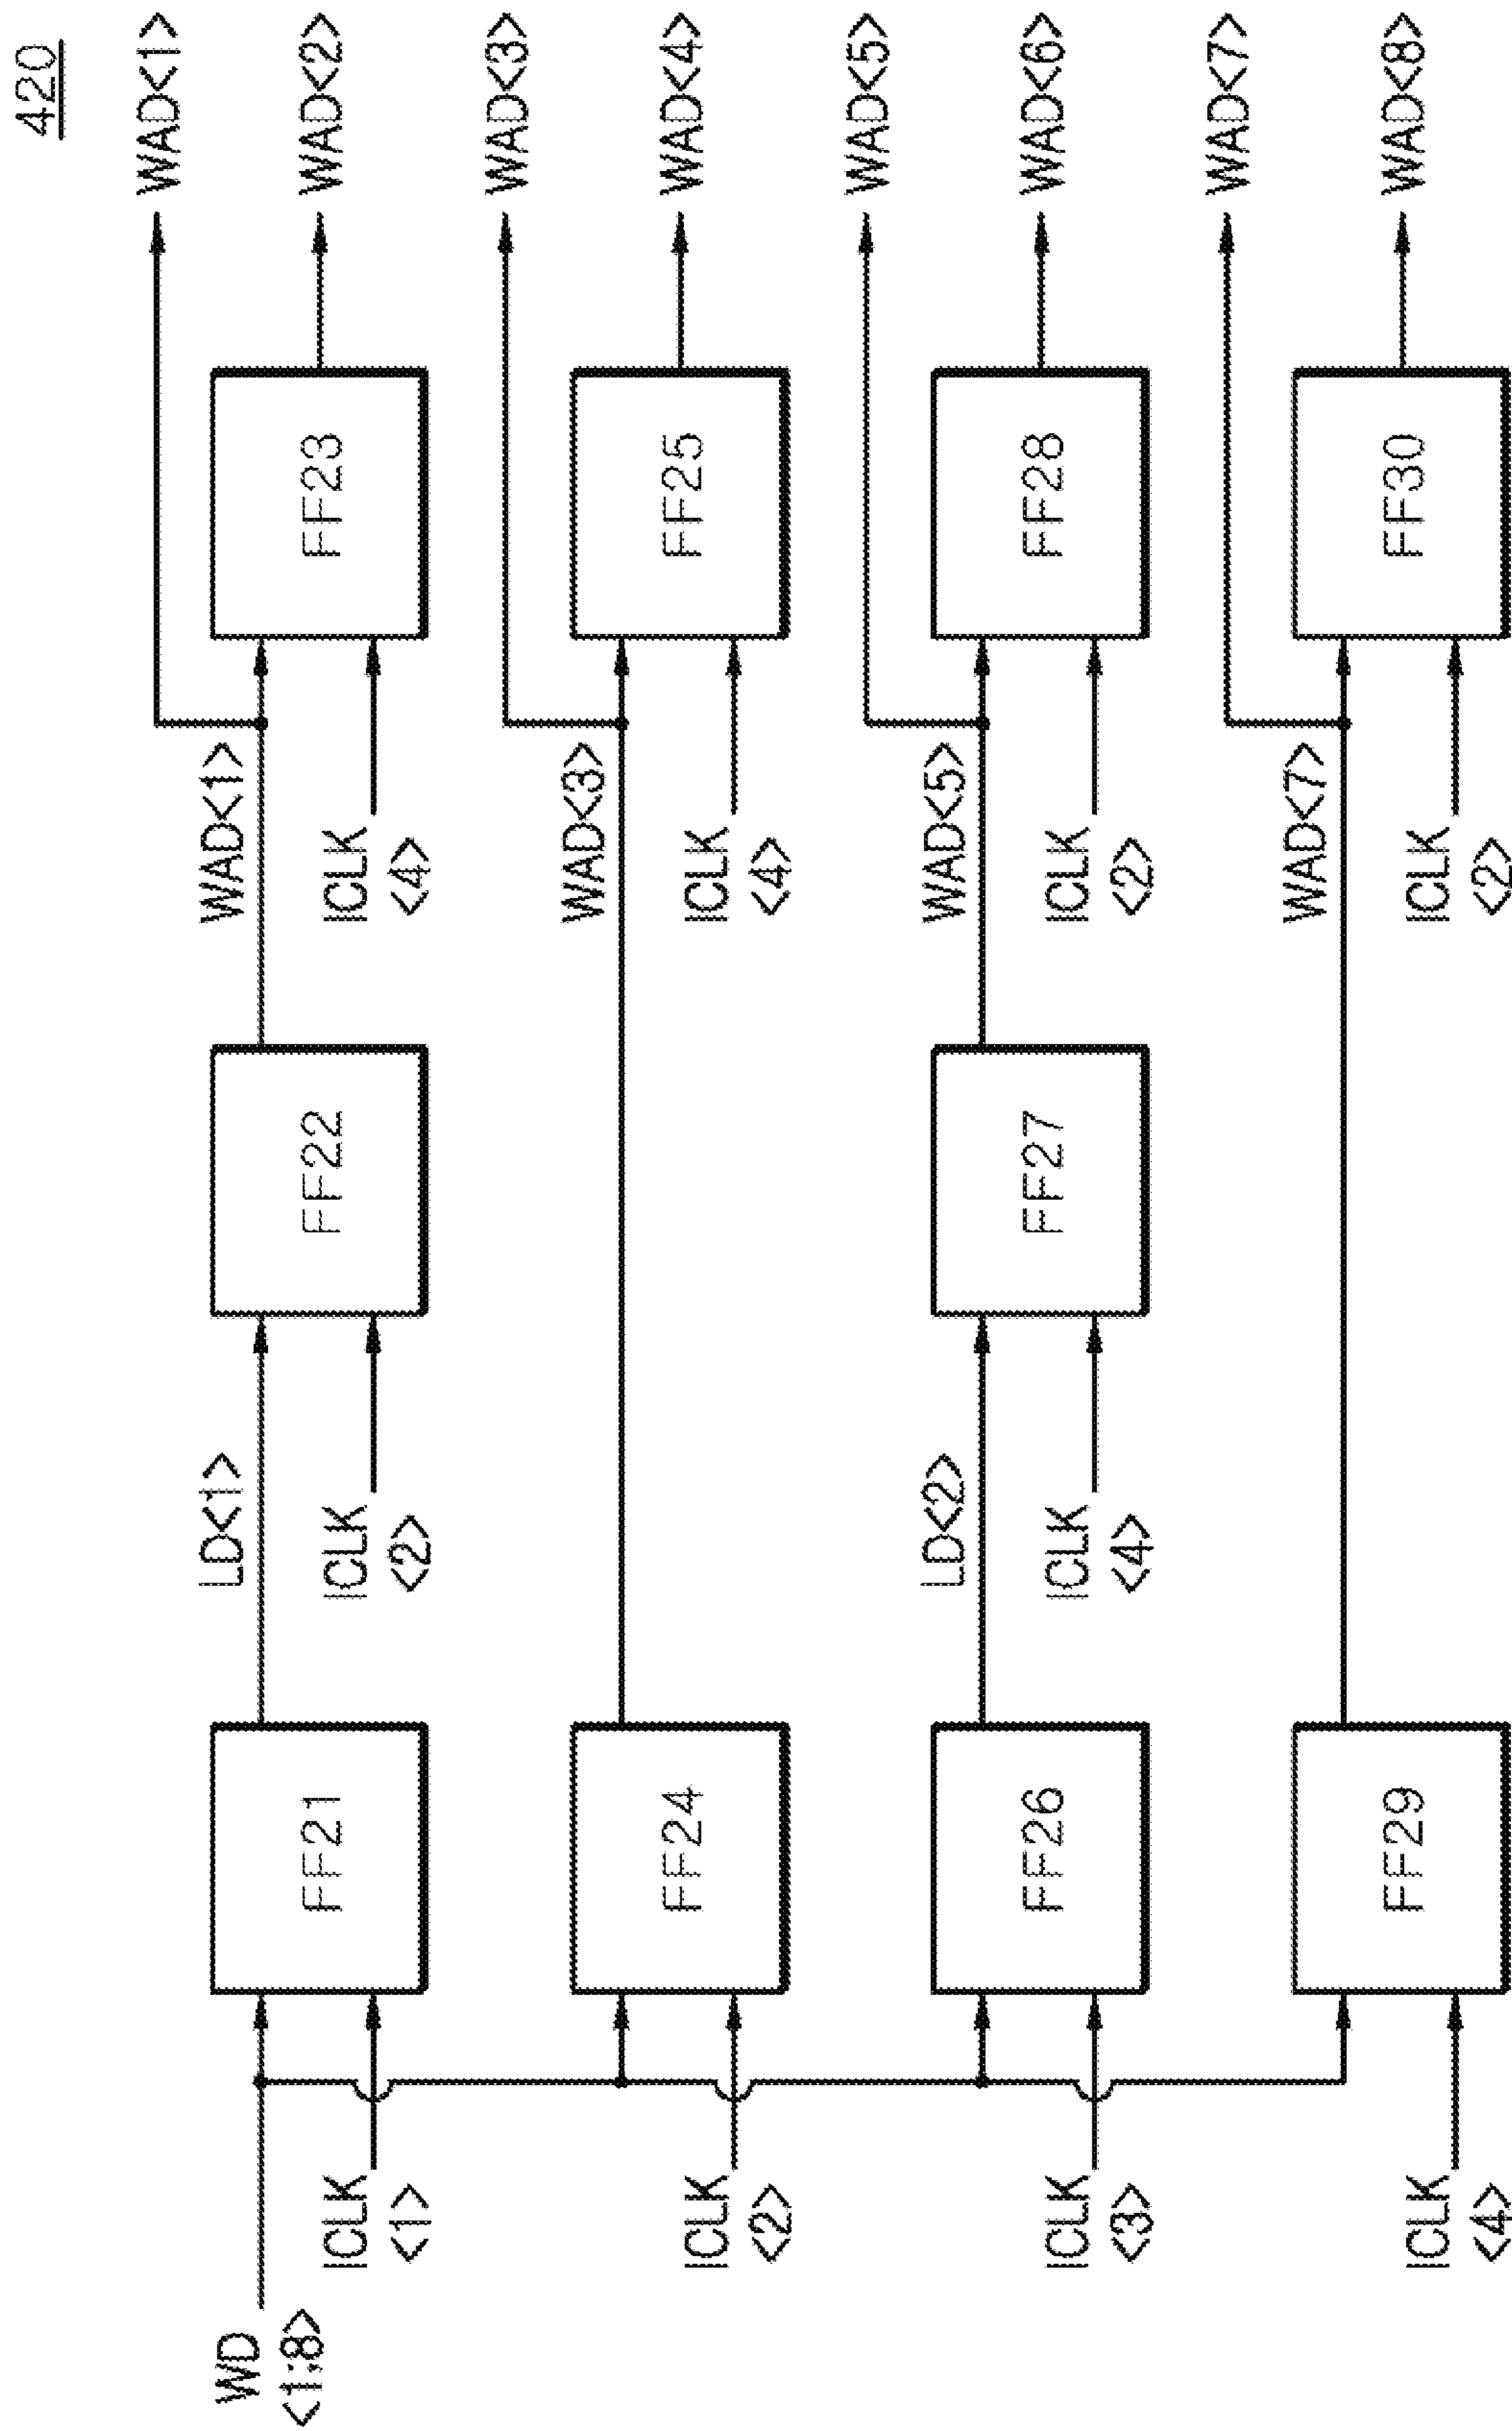 420
WD
<1:8>
ICLK
<1>
FF21
LD<1>
ICLK
<2>
FF22
WAD<1>
ICLK
<4>
FF23
WAD<1>
WAD<2>
ICLK
<2>
FF24
WAD<3>
ICLK
<4>
FF25
WAD<3>
WAD<4>
ICLK
<3>
FF26
LD<2>
ICLK
<4>
FF27
WAD<5>
ICLK
<2>
FF28
WAD<5>
WAD<6>
ICLK
<4>
FF29
WAD<7>
ICLK
<2>
FF30
WAD<7>
WAD<8>